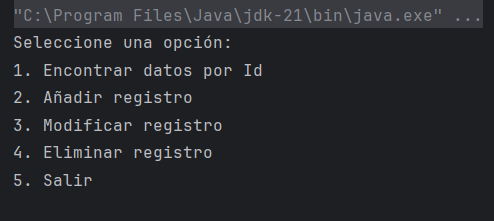 "C:\Program Files\Java\jdk-21\bin\java.exe" ...
Seleccione una opción:
1. Encontrar datos por Id
2. Añadir registro
3. Modificar registro
4. Eliminar registro
5. Salir